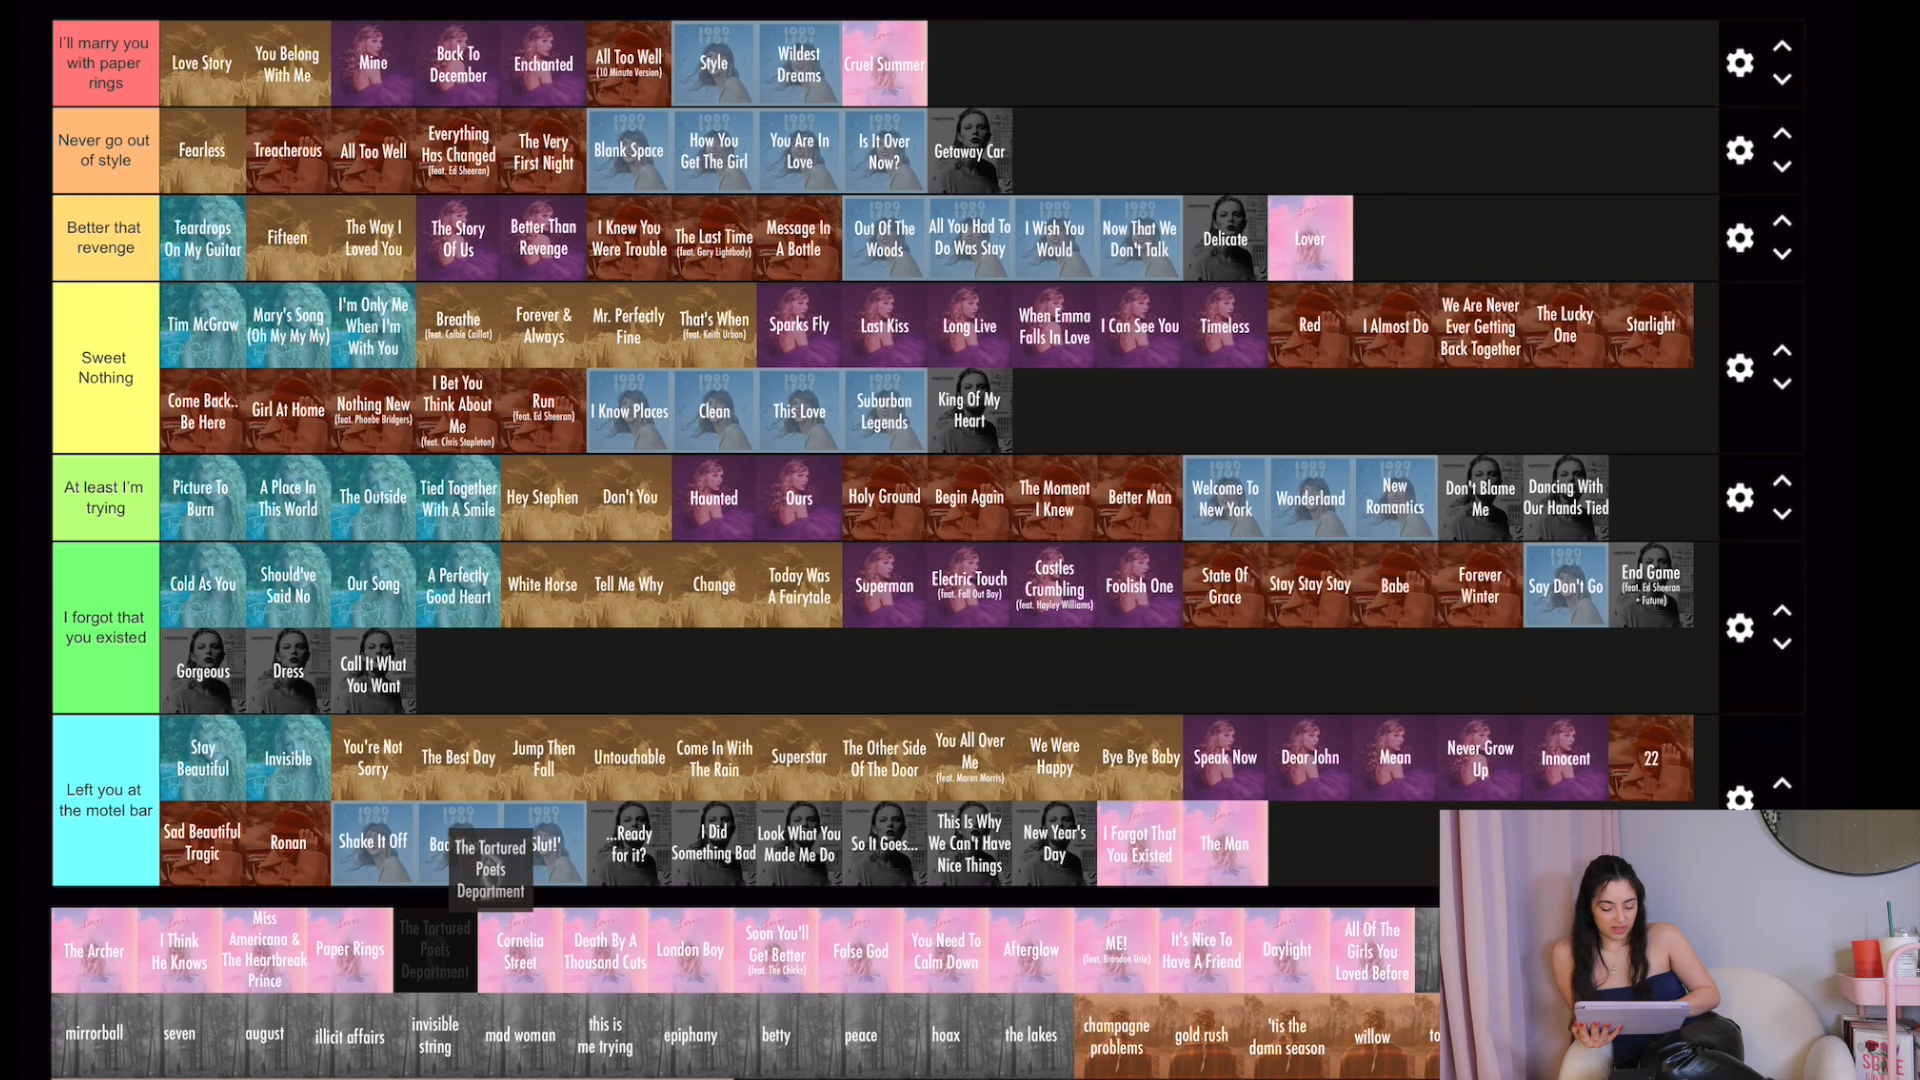 I'll marry you
with paper
rings
Love Story
You Belong
With Me
Mine
Back To
December
Enchanted
All Too Well
(10 Minute Version)
Style
Wildest
Dreams
Cruel Summer
Never go out
of style
Fearless
Treacherous
All Too Well
Everything
Has Changed
(feat. Ed Sheeran)
The Very
First Night
Blank Space
How You
Get The Girl
You Are In
Love
Is It Over
Now?
Getaway Car
Better that
revenge
Teardrops
On My Guitar
Fifteen
The Way I
Loved You
The Story
Of Us
Better Than
Revenge
I Knew You
Were Trouble
The Last Time
(feat. Gary Lightbody)
Message In
A Bottle
Out Of The
Woods
All You Had To
Do Was Stay
I Wish You
Would
Now That We
Don't Talk
Delicate
Lover
Sweet
Nothing
Tim McGraw
Mary's Song
(Oh My My My)
I'm Only Me
When I'm
With You
Breathe
(feat. Colbie Caillat)
Forever &
Always
Mr. Perfectly
Fine
That's When
(feat. Keith Urban)
Sparks Fly
Last Kiss
Long Live
When Emma
Falls In Love
I Can See You
Timeless
Red
I Almost Do
We Are Never
Ever Getting
Back Together
The Lucky
One
Starlight
Come Back..
Be Here
Girl At Home
Nothing New
(feat. Phoebe Bridgers)
I Bet You
Think About
Me
(feat. Chris Stapleton)
Run
(feat. Ed Sheeran)
I Know Places
Clean
This Love
Suburban
Legends
King Of My
Heart
At least I'm
trying
Picture To
Burn
A Place In
This World
The Outside
Tied Together
With A Smile
Hey Stephen
Don't You
Haunted
Ours
Holy Ground
Begin Again
The Moment
I Knew
Better Man
Welcome To
New York
Wonderland
New
Romantics
Don't Blame
Me
Dancing With
Our Hands Tied
I forgot that
you existed
Cold As You
Should've
Said No
Our Song
A Perfectly
Good Heart
White Horse
Tell Me Why
Change
Today Was
A Fairytale
Superman
Electric Touch
(feat. Fall Out Boy)
Castles
Crumbling
(feat. Hayley Williams)
Foolish One
State Of
Grace
Stay Stay Stay
Babe
Forever
Winter
Say Don't Go
End Game
(feat. Ed Sheeran
+ Future)
Gorgeous
Dress
Call It What
You Want
Left you at
the motel bar
Stay
Beautiful
Invisible
You're Not
Sorry
The Best Day
Jump Then
Fall
Untouchable
Come In With
The Rain
Superstar
The Other Side
Of The Door
You All Over
Me
(feat. Maren Morris)
We Were
Happy
Bye Bye Baby
Speak Now
Dear John
Mean
Never Grow
Up
Innocent
22
Sad Beautiful
Tragic
Ronan
Shake It Off
The Tortured
Poets
Department
...Ready
for it?
I Did
Something Bad
Look What You
Made Me Do
So It Goes...
This Is Why
We Can't Have
Nice Things
New Year's
Day
I Forgot That
You Existed
The Man
The Archer
I Think
He Knows
Miss
Americana &
The Heartbreak
Prince
Paper Rings
The Tortured
Poets
Department
Cornelia
Street
Death By A
Thousand Cuts
London Boy
Soon You'll
Get Better
(feat. The Chicks)
False God
You Need To
Calm Down
Afterglow
ME!
(feat. Brendon Urie)
It's Nice To
Have A Friend
Daylight
All Of The
Girls You
Loved Before
mirrorball
seven
august
illicit affairs
invisible
string
mad woman
this is
me trying
epiphany
betty
peace
hoax
the lakes
champagne
problems
gold rush
'tis the
damn season
willow